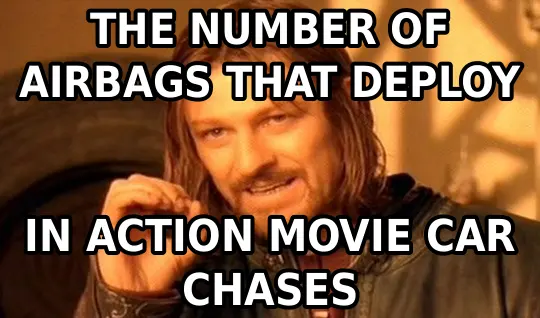 THE NUMBER OF
AIRBAGS THAT DEPLOY
IN ACTION MOVIE CAR
CHASES